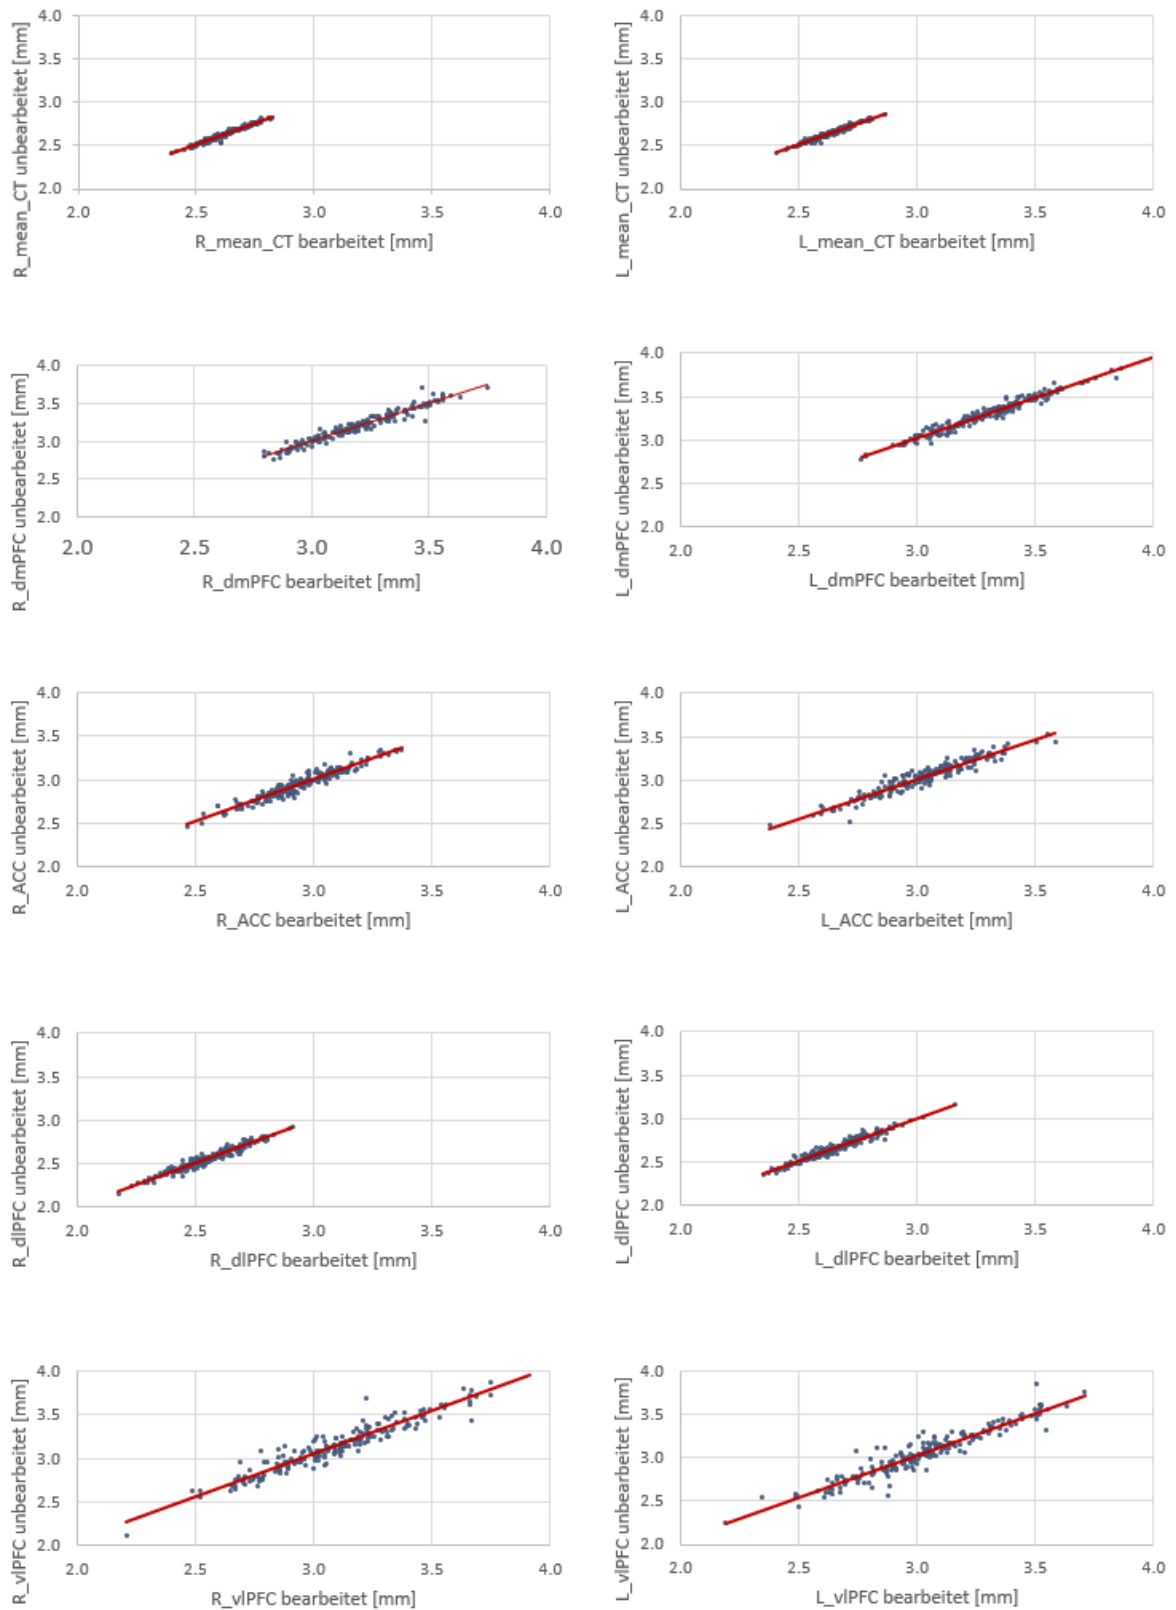 R_mean_CT unbearbeitet [mm]
4.0
3.5
3.0
2.5
2.0
2.0 2.5 3.0 3.5 4.0
R_mean_CT bearbeitet [mm]
L_mean_CT unbearbeitet [mm]
4.0
3.5
3.0
2.5
2.0
2.0 2.5 3.0 3.5 4.0
L_mean_CT bearbeitet [mm]
R_dmPFC unbearbeitet [mm]
4.0
3.5
3.0
2.5
2.0
2.0 2.5 3.0 3.5 4.0
R_dmPFC bearbeitet [mm]
L_dmPFC unbearbeitet [mm]
4.0
3.5
3.0
2.5
2.0
2.0 2.5 3.0 3.5 4.0
L_dmPFC bearbeitet [mm]
R_ACC unbearbeitet [mm]
4.0
3.5
3.0
2.5
2.0
2.0 2.5 3.0 3.5 4.0
R_ACC bearbeitet [mm]
L_ACC unbearbeitet [mm]
4.0
3.5
3.0
2.5
2.0
2.0 2.5 3.0 3.5 4.0
L_ACC bearbeitet [mm]
R_dlPFC unbearbeitet [mm]
4.0
3.5
3.0
2.5
2.0
2.0 2.5 3.0 3.5 4.0
R_dlPFC bearbeitet [mm]
L_dlPFC unbearbeitet [mm]
4.0
3.5
3.0
2.5
2.0
2.0 2.5 3.0 3.5 4.0
L_dlPFC bearbeitet [mm]
R_vlPFC unbearbeitet [mm]
4.0
3.5
3.0
2.5
2.0
2.0 2.5 3.0 3.5 4.0
R_vlPFC bearbeitet [mm]
L_vlPFC unbearbeitet [mm]
4.0
3.5
3.0
2.5
2.0
2.0 2.5 3.0 3.5 4.0
L_vlPFC bearbeitet [mm]